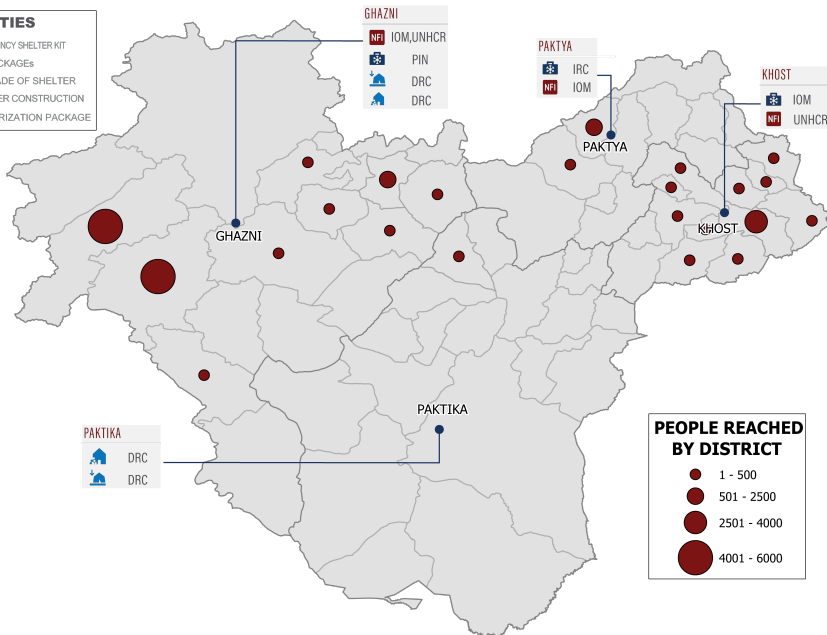 TIES
NCY SHELTER KIT
CKAGEs
ADE OF SHELTER
ER CONSTRUCTION
RIZATION PACKAGE
GHAZNI
NFI IOM,UNHCR
PIN
DRC
DRC
PAKTYA
IRC
NFI IOM
KHOST
IOM
NFI UNHCR
PAKTYA
GHAZNI
KHOST
PAKTIKA
PAKTIKA
DRC
DRC
PEOPLE REACHED
BY DISTRICT
1 - 500
501 - 2500
2501 - 4000
4001 - 6000